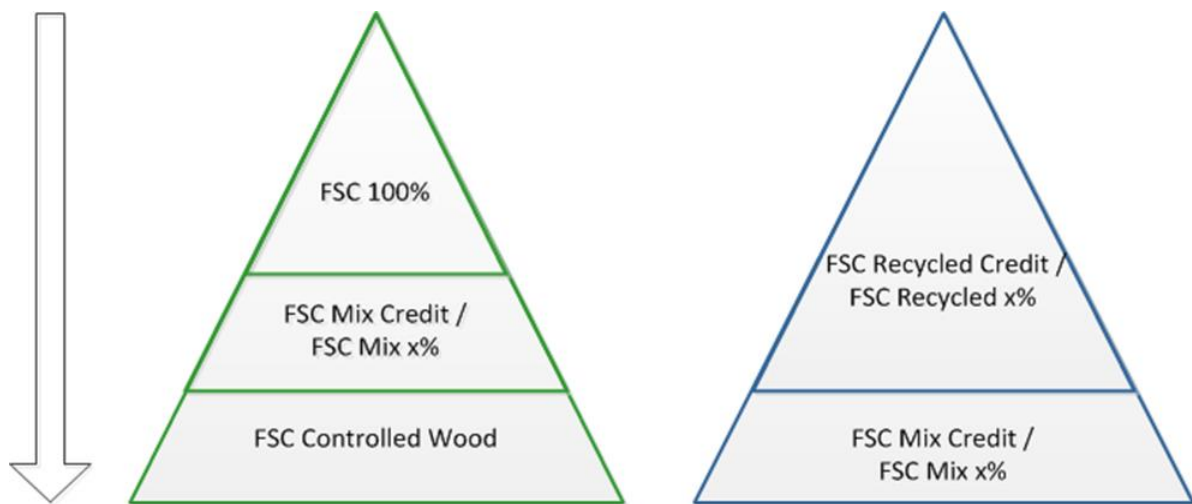 FSC 100%
FSC Mix Credit /
FSC Mix x%
FSC Controlled Wood
FSC Recycled Credit /
FSC Recycled x%
FSC Mix Credit /
FSC Mix x%